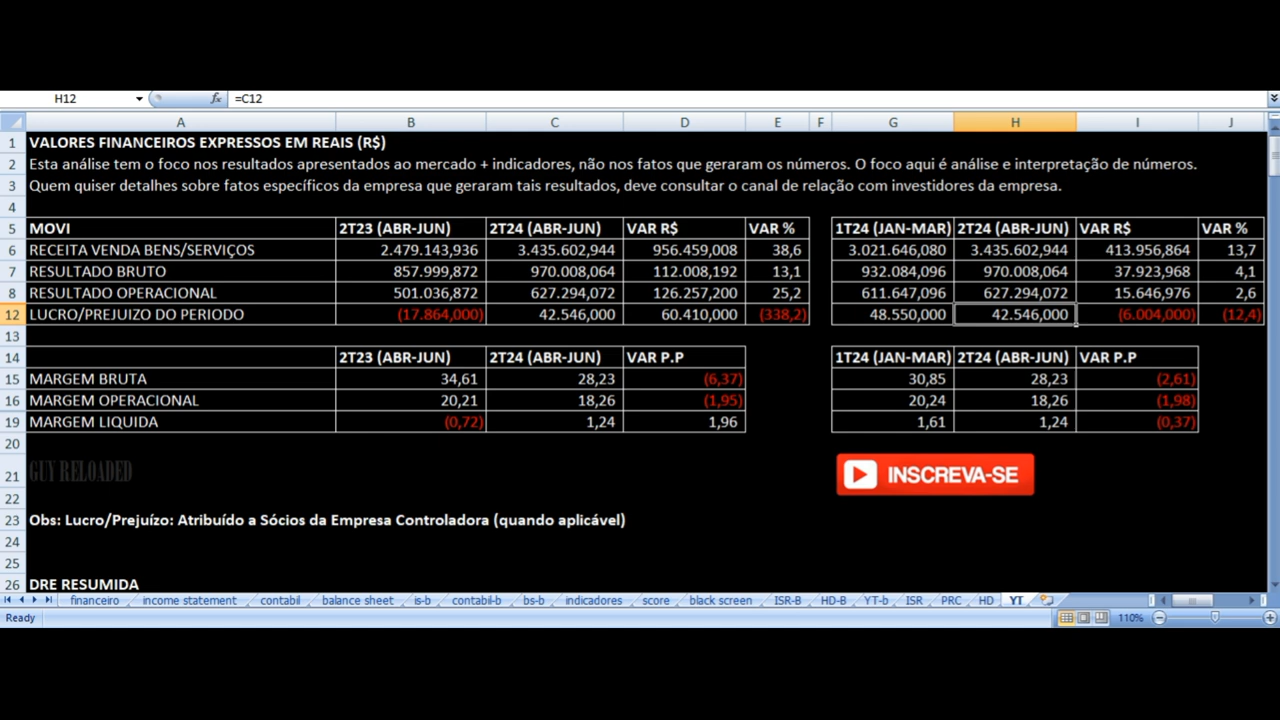 H12 fx =C12
A B C D E F G H I J
1 VALORES FINANCEIROS EXPRESSOS EM REAIS (R$)
2 Esta análise tem o foco nos resultados apresentados ao mercado + indicadores, não nos fatos que geraram os números. O foco aqui é análise e interpretação de números.
3 Quem quiser detalhes sobre fatos específicos da empresa que geraram tais resultados, deve consultar o canal de relação com investidores da empresa.
4
5 MOVI 2T23 (ABR-JUN) 2T24 (ABR-JUN) VAR R$ VAR % 1T24 (JAN-MAR) 2T24 (ABR-JUN) VAR R$ VAR %
6 RECEITA VENDA BENS/SERVIÇOS 2.479.143,936 3.435.602,944 956.459,008 38,6 3.021.646,080 3.435.602,944 413.956,864 13,7
7 RESULTADO BRUTO 857.999,872 970.008,064 112.008,192 13,1 932.084,096 970.008,064 37.923,968 4,1
8 RESULTADO OPERACIONAL 501.036,872 627.294,072 126.257,200 25,2 611.647,096 627.294,072 15.646,976 2,6
12 LUCRO/PREJUIZO DO PERIODO (17.864,000) 42.546,000 60.410,000 (338,2) 48.550,000 42.546,000 (6.004,000) (12,4)
13
14 2T23 (ABR-JUN) 2T24 (ABR-JUN) VAR P.P 1T24 (JAN-MAR) 2T24 (ABR-JUN) VAR P.P
15 MARGEM BRUTA 34,61 28,23 (6,37) 30,85 28,23 (2,61)
16 MARGEM OPERACIONAL 20,21 18,26 (1,95) 20,24 18,26 (1,98)
19 MARGEM LIQUIDA (0,72) 1,24 1,96 1,61 1,24 (0,37)
20
21 GUY RELOADED INSCREVA-SE
22
23 Obs: Lucro/Prejuízo: Atribuído a Sócios da Empresa Controladora (quando aplicável)
24
25
26 DRE RESUMIDA
financeiro income statement contabil balance sheet is-b contabil-b bs-b indicadores score black screen ISR-B HD-B YT-b ISR PRC HD YT
Ready 110%